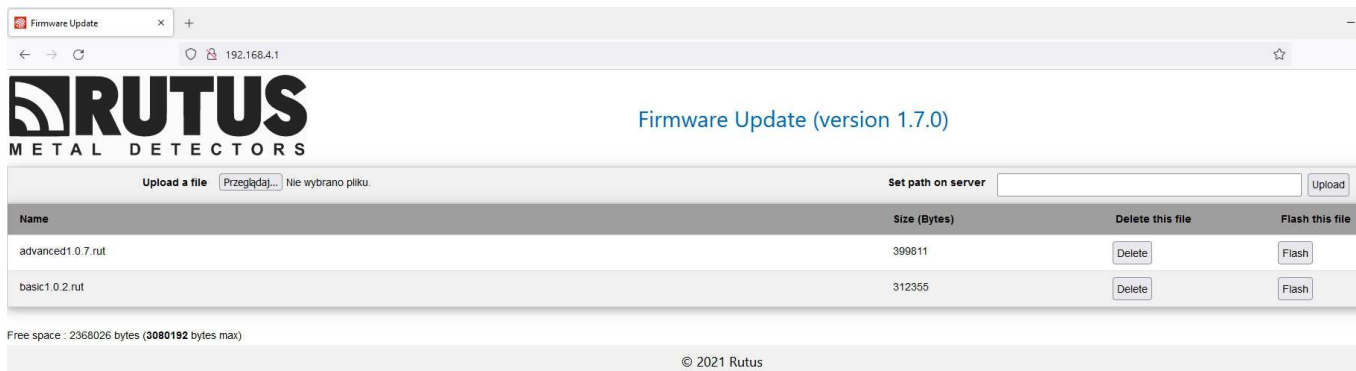 Firmware Update
192.168.4.1
RUTUS
METAL DETECTORS
Firmware Update (version 1.7.0)
Upload a file Przeglądaj... Nie wybrano pliku. Set path on server Upload
Name Size (Bytes) Delete this file Flash this file
advanced1.0.7.rut 399811 Delete Flash
basic1.0.2.rut 312355 Delete Flash
Free space : 2368026 bytes (3080192 bytes max)
© 2021 Rutus